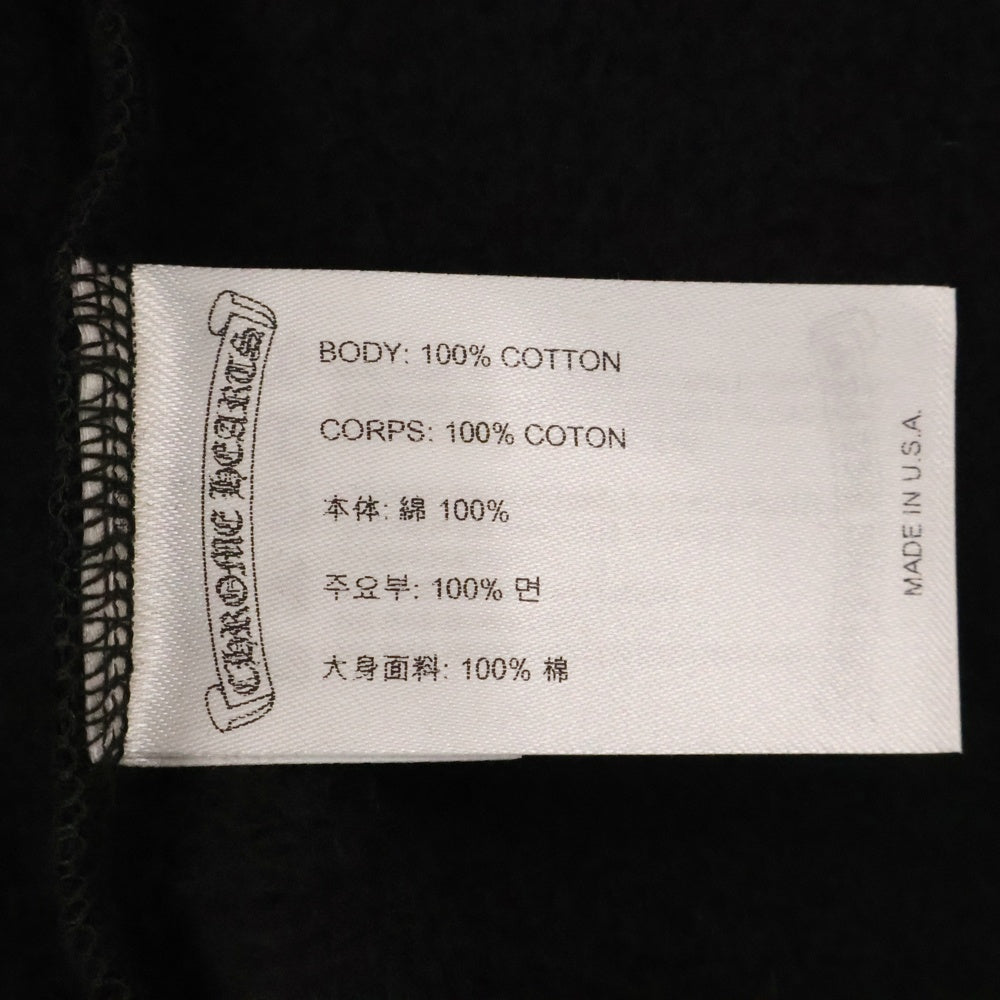 CHROME HEARTS
BODY: 100% COTTON
CORPS: 100% COTON
本体: 綿 100%
주요부: 100% 면
大身面料: 100% 棉
MADE IN U.S.A.